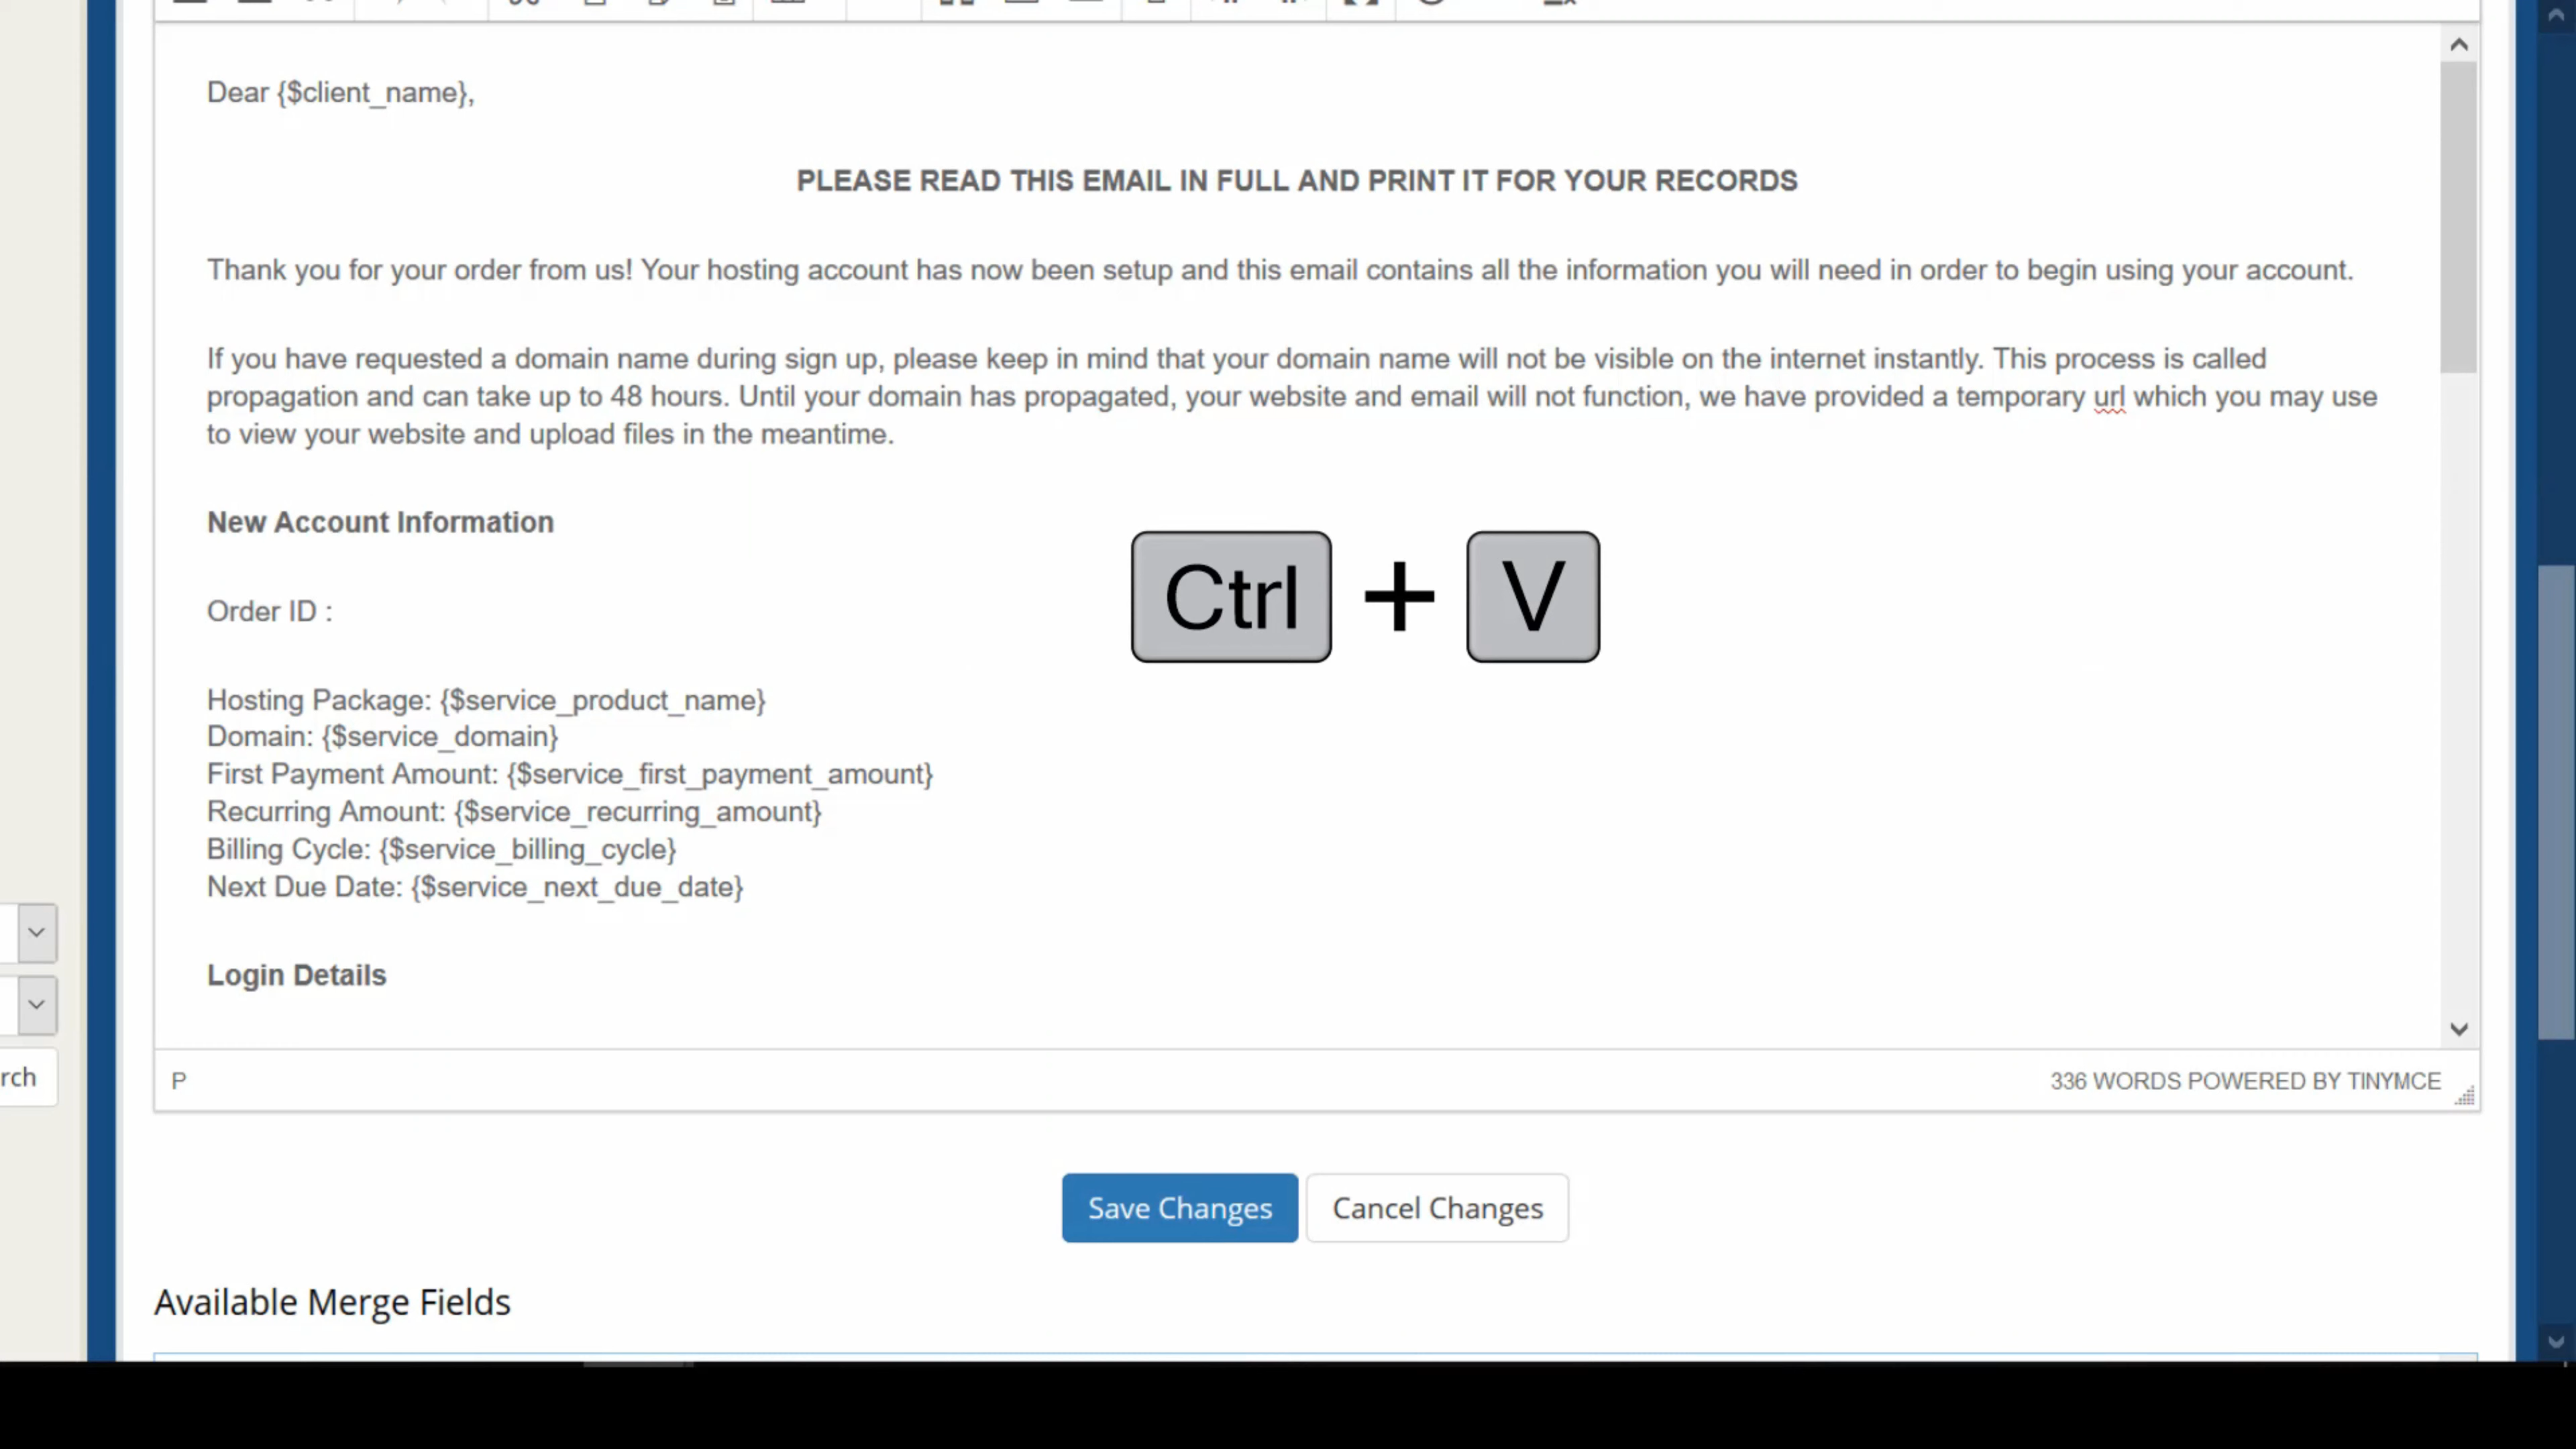 Dear {$client_name},
PLEASE READ THIS EMAIL IN FULL AND PRINT IT FOR YOUR RECORDS
Thank you for your order from us! Your hosting account has now been setup and this email contains all the information you will need in order to begin using your account.
If you have requested a domain name during sign up, please keep in mind that your domain name will not be visible on the internet instantly. This process is called
propagation and can take up to 48 hours. Until your domain has propagated, your website and email will not function, we have provided a temporary url which you may use
to view your website and upload files in the meantime.
New Account Information
Ctrl + V
Order ID :
Hosting Package: {$service_product_name}
Domain: {$service_domain}
First Payment Amount: {$service_first_payment_amount}
Recurring Amount: {$service_recurring_amount}
Billing Cycle: {$service_billing_cycle}
Next Due Date: {$service_next_due_date}
Login Details
rch
P
336 WORDS POWERED BY TINYMCE
Save Changes
Cancel Changes
Available Merge Fields